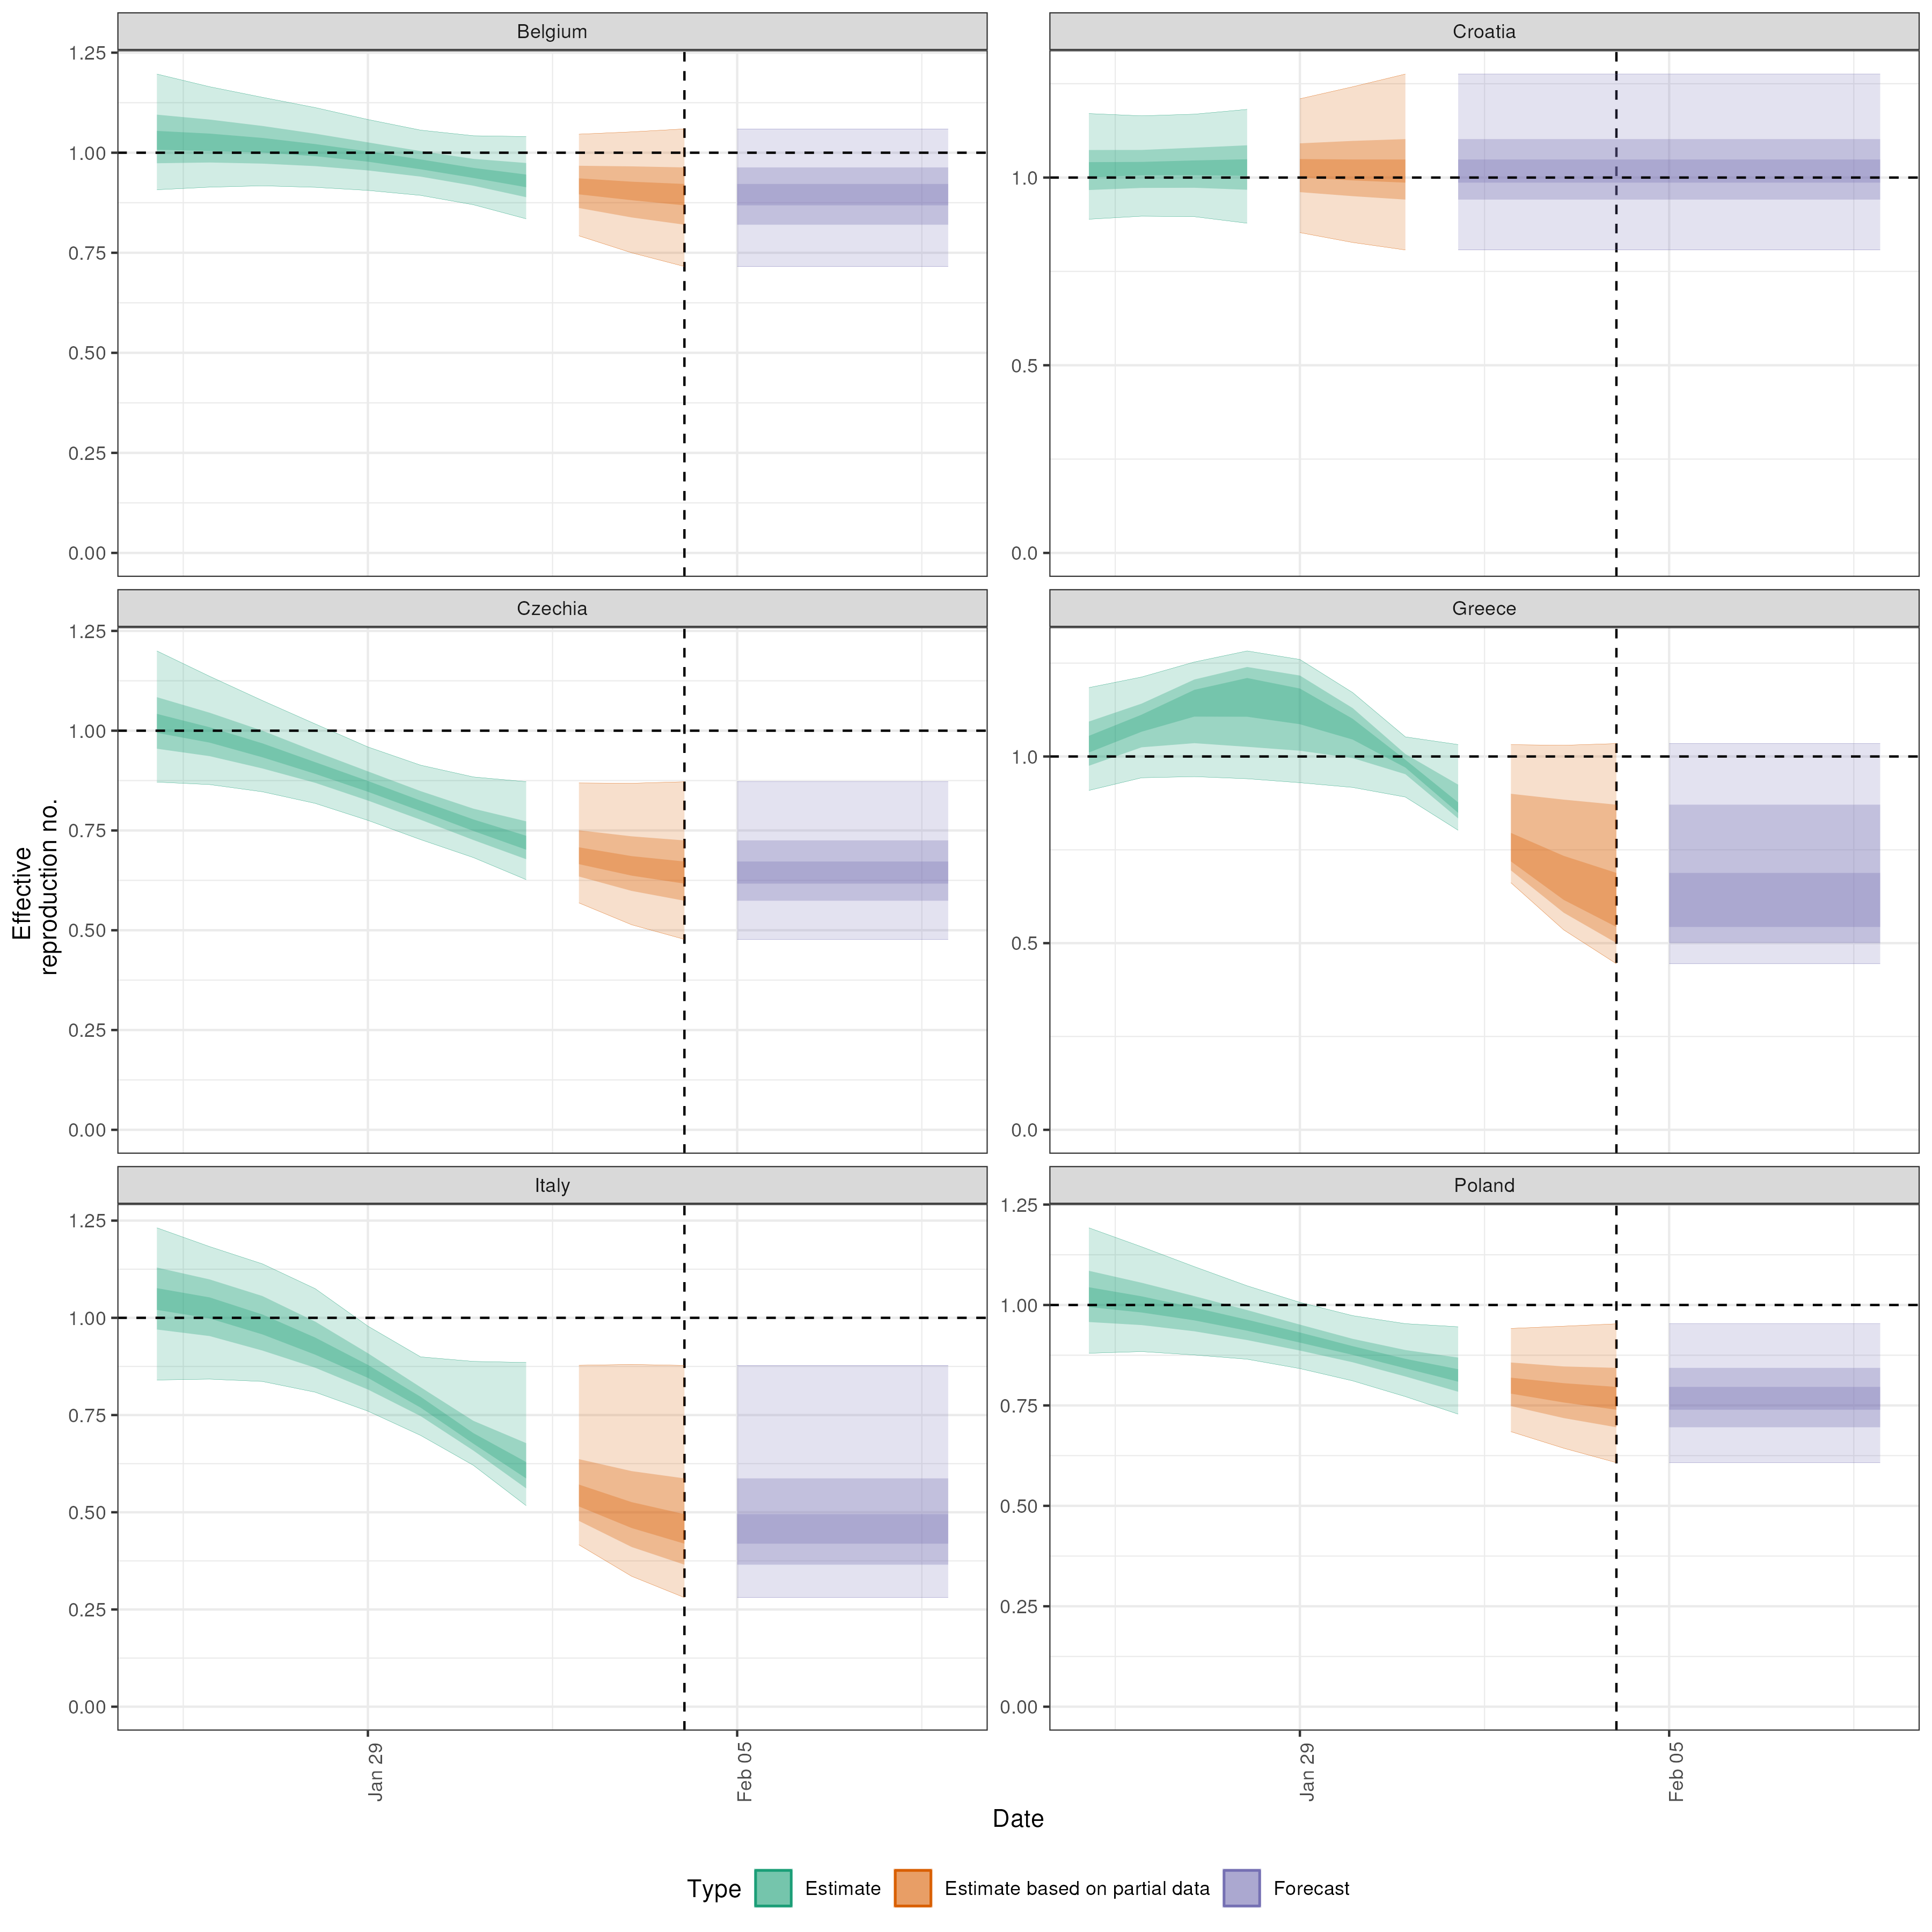 Belgium
Croatia
1.25
1.00
0.75
0.50
0.25
0.00
1.0
0.5
0.0
Czechia
Greece
1.25
1.00
0.75
0.50
0.25
0.00
1.0
0.5
0.0
Italy
Poland
1.25
1.00
0.75
0.50
0.25
0.00
1.25
1.00
0.75
0.50
0.25
0.00
Effective
reproduction no.
Jan 29
Feb 05
Jan 29
Feb 05
Date
Type Estimate Estimate based on partial data Forecast